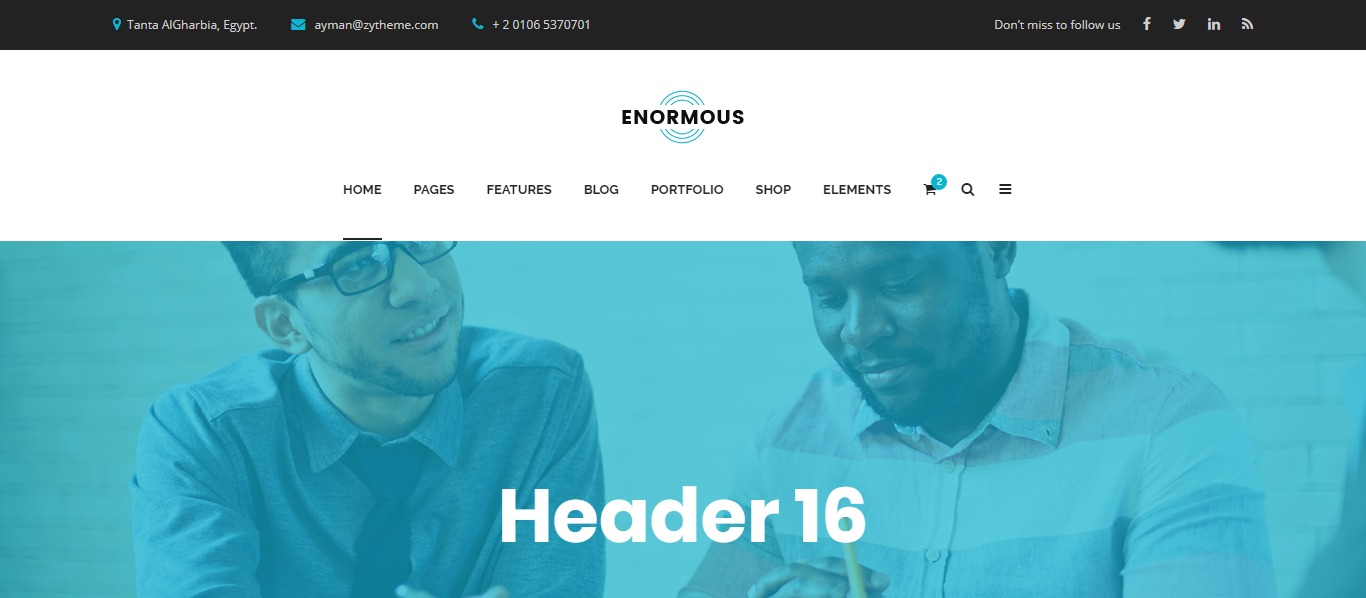 Tanta AlGharbia, Egypt. ayman@zytheme.com + 2 0106 5370701 Don't miss to follow us
ENORMOUS
HOME PAGES FEATURES BLOG PORTFOLIO SHOP ELEMENTS 2
Header 16